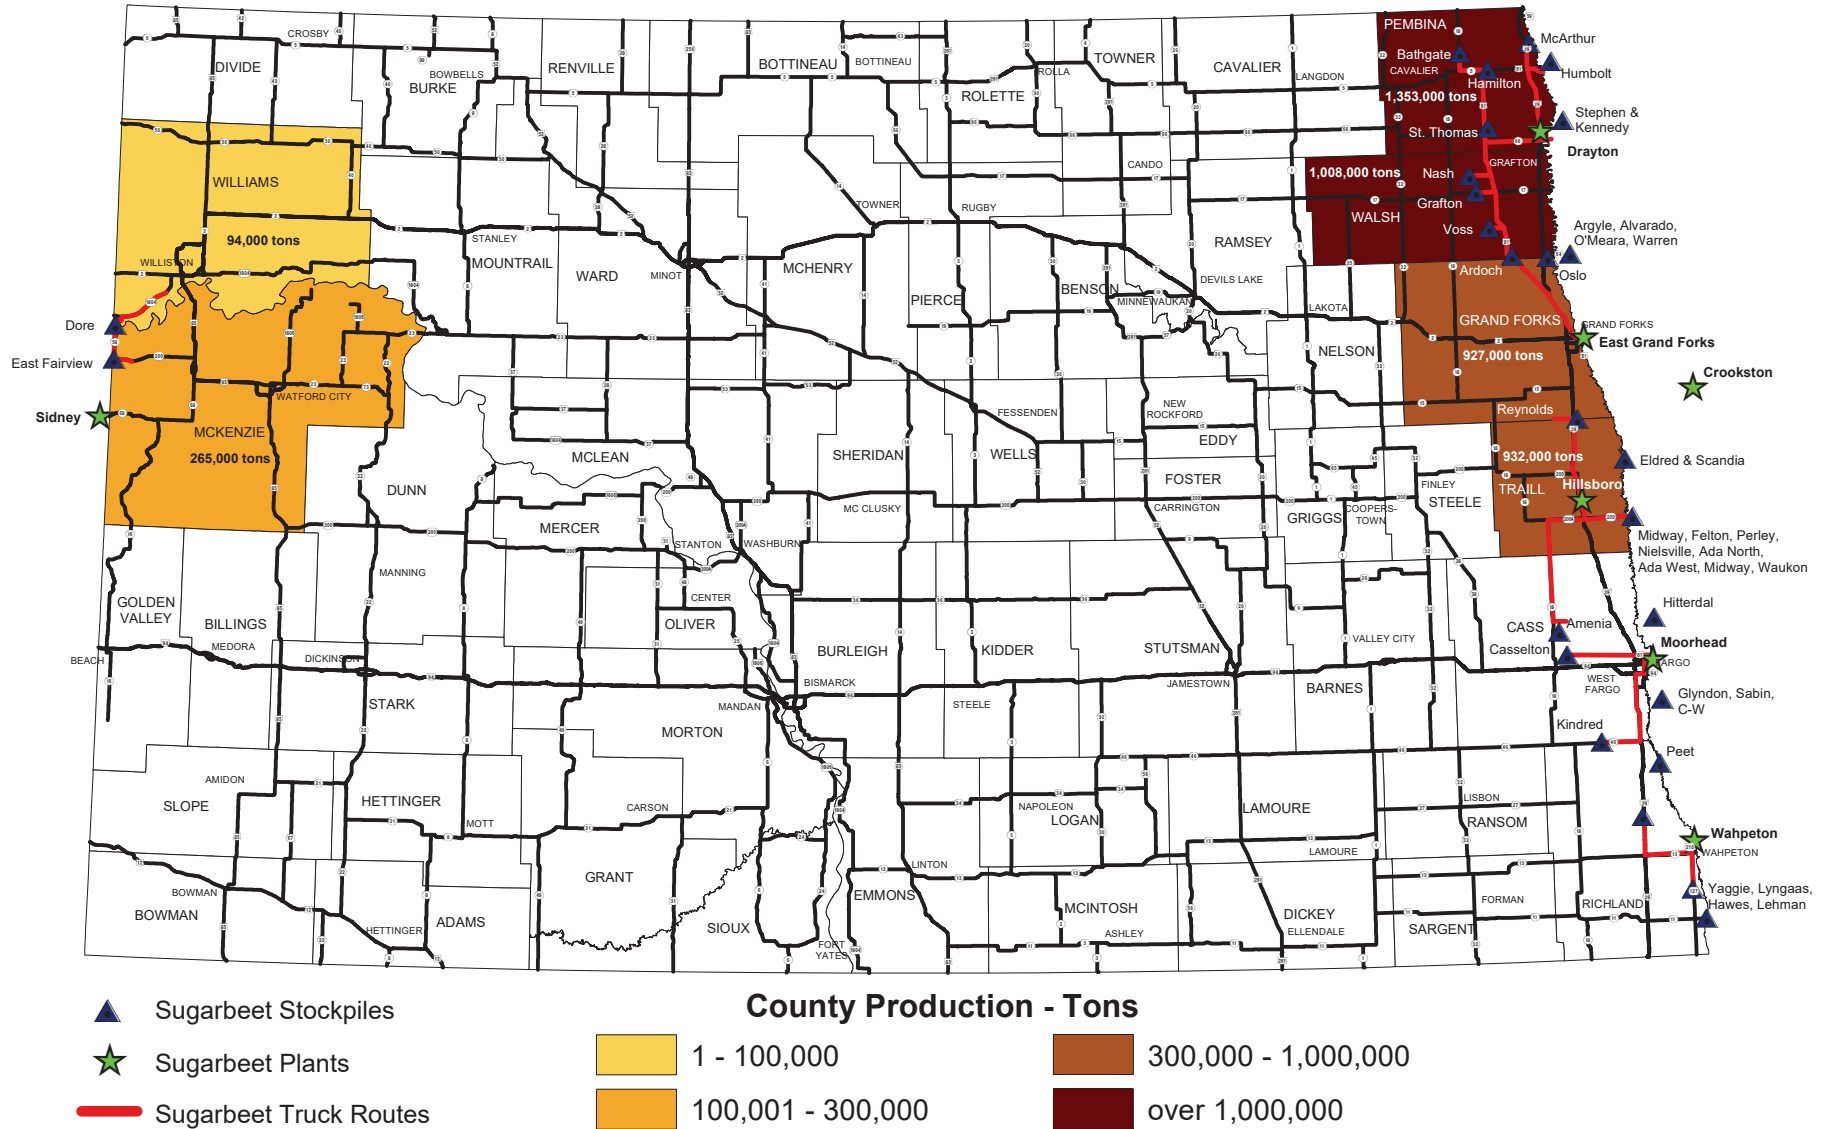 PEMBINA
McArthur
CROSBY
Bathgate
TOWNER
BOTTINEAU
BOTTINEAU
DIVIDE
RENVILLE
CAVALIER
CAVALIER
Humbolt
BOWBELLS
ROLLA
LANGDON
BURKE
Hamilton
ROLETTE
1,353,000 tons
Stephen &
Kennedy
St. Thomas
Drayton
GRAFTON
CANDO
1,008,000 tons
Nash
WILLIAMS
TOWNER
RUGBY
Grafton
WALSH
Voss
Argyle, Alvarado,
O'Meara, Warren
94,000 tons
STANLEY
RAMSEY
WILLISTON
MOUNTRAIL
WARD
MINOT
MCHENRY
Ardoch
Oslo
DEVILS LAKE
BENSON
PIERCE
MINNEWAUKAN
LAKOTA
Dore
GRAND FORKS
GRAND FORKS
East Grand Forks
NELSON
927,000 tons
East Fairview
Crookston
WATFORD CITY
Sidney
NEW
ROCKFORD
FESSENDEN
Reynolds
MCKENZIE
265,000 tons
EDDY
MCLEAN
SHERIDAN
WELLS
932,000 tons
Eldred & Scandia
FOSTER
DUNN
FINLEY
Hillsboro
TRAILL
STEELE
MC CLUSKY
CARRINGTON
GRIGGS
COOPERS-
TOWN
MERCER
STANTON
WASHBURN
Midway, Felton, Perley,
Nielsville, Ada North,
Ada West, Midway, Waukon
MANNING
CENTER
GOLDEN
VALLEY
Hitterdal
BILLINGS
OLIVER
CASS
Amenia
VALLEY CITY
MEDORA
BURLEIGH
KIDDER
STUTSMAN
Casselton
Moorhead
BEACH
DICKINSON
FARGO
BISMARCK
JAMESTOWN
BARNES
WEST
FARGO
STARK
MANDAN
STEELE
Glyndon, Sabin,
C-W
MORTON
Kindred
Peet
AMIDON
SLOPE
HETTINGER
CARSON
NAPOLEON
LOGAN
LAMOURE
LISBON
RANSOM
MOTT
Wahpeton
LAMOURE
WAHPETON
LINTON
GRANT
EMMONS
BOWMAN
BOWMAN
Yaggie, Lyngaas,
Hawes, Lehman
FORMAN
RICHLAND
MCINTOSH
DICKEY
HETTINGER
ADAMS
SIOUX
ASHLEY
ELLENDALE
SARGENT
FORT
YATES
County Production - Tons
Sugarbeet Stockpiles
Sugarbeet Plants
Sugarbeet Truck Routes
1 - 100,000
100,001 - 300,000
300,000 - 1,000,000
over 1,000,000